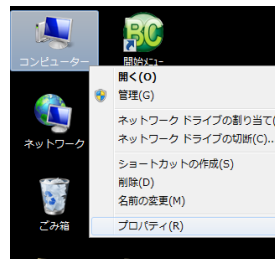 コンピューター
BC
開始メニュー
開く(O)
管理(G)
ネットワーク ドライブの割り当て(
ネットワーク ドライブの切断(C)...
ネットワーク
ショートカットの作成(S)
削除(D)
名前の変更(M)
ごみ箱
プロパティ(R)